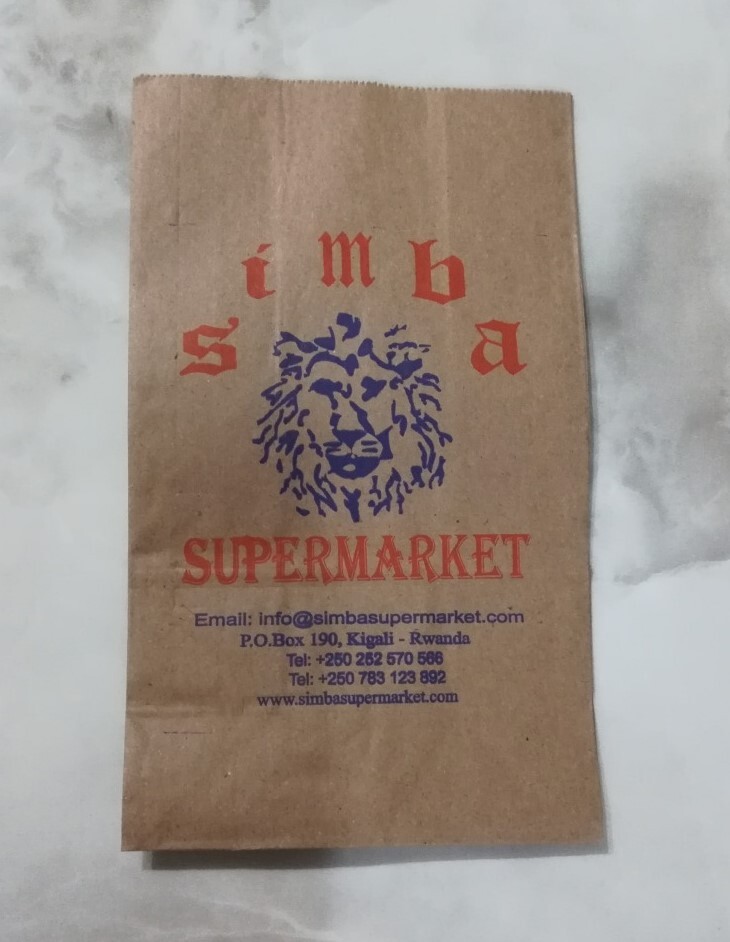 simba
SUPERMARKET
Email: info@simbasupermarket.com
P.O.Box 190, Kigali - Rwanda
Tel: +250 252 570 566
Tel: +250 783 123 892
www.simbasupermarket.com